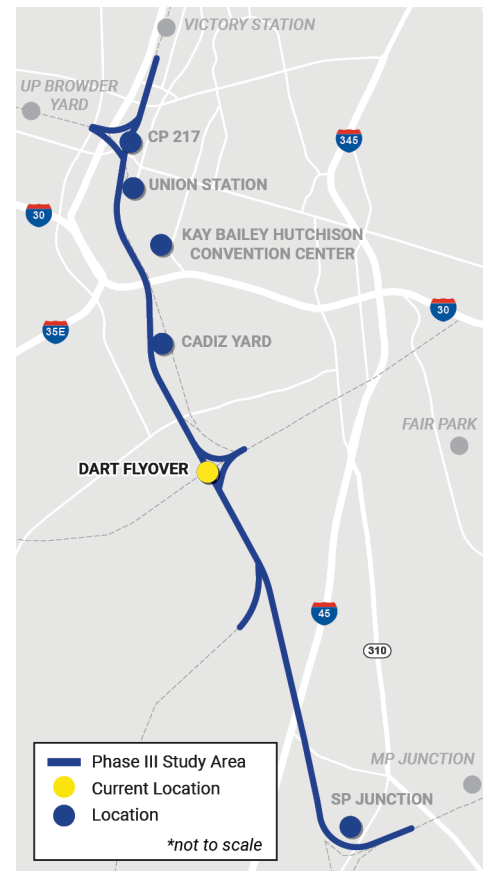 VICTORY STATION
UP BROWDER
YARD
CP 217
345
UNION STATION
30
KAY BAILEY HUTCHISON
CONVENTION CENTER
30
35E
CADIZ YARD
FAIR PARK
DART FLYOVER
45
310
MP JUNCTION
SP JUNCTION
Phase III Study Area
Current Location
Location
*not to scale